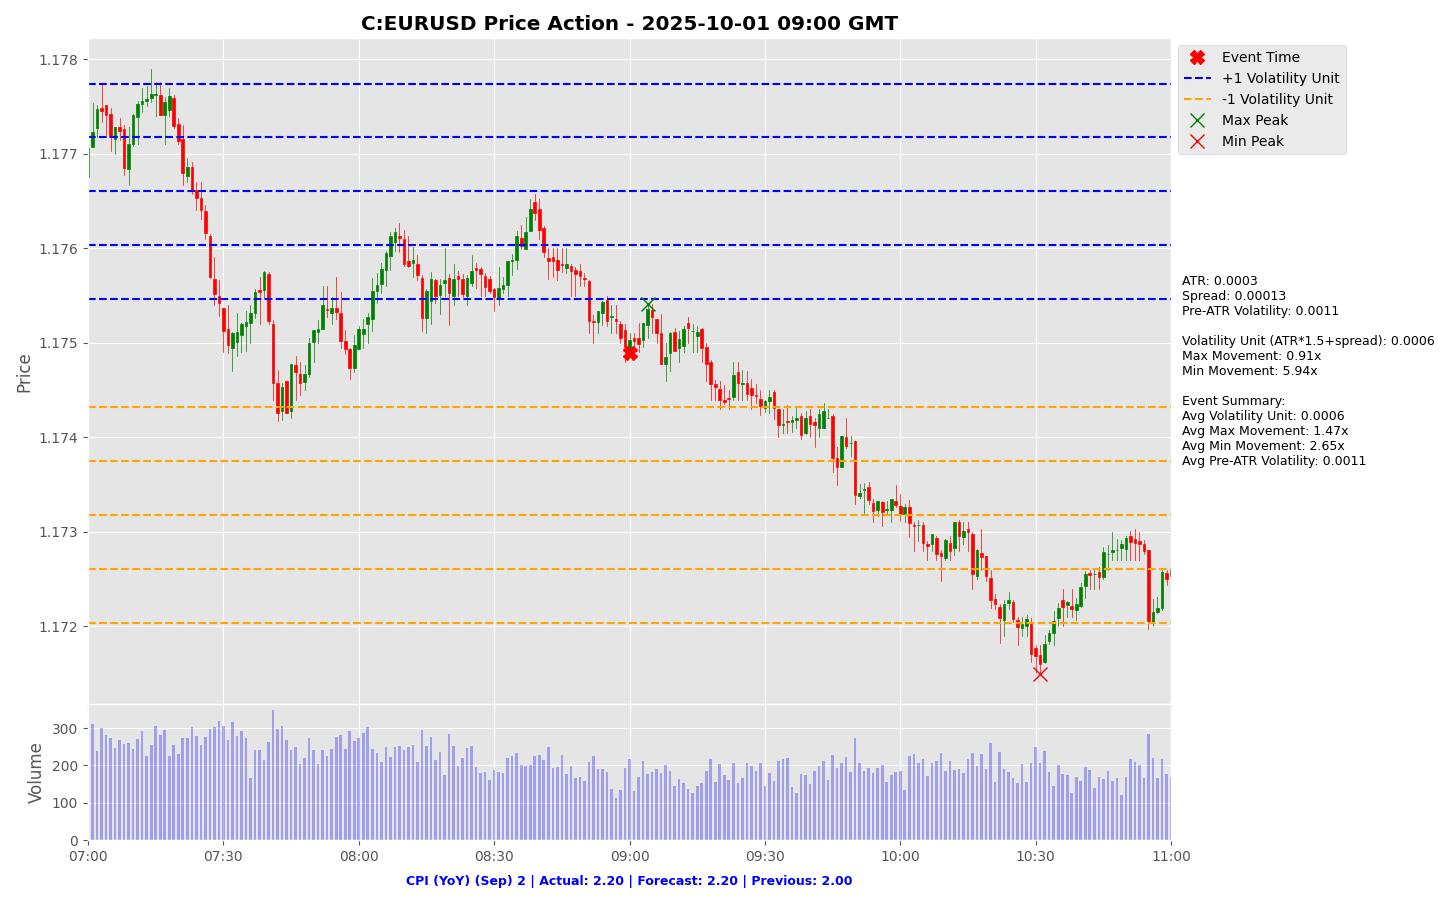 C:EURUSD Price Action - 2025-10-01 09:00 GMT
Event Time
+1 Volatility Unit
-1 Volatility Unit
Max Peak
Min Peak
1.178
1.177
1.176
1.175
1.174
1.173
1.172
Price
ATR: 0.0003
Spread: 0.00013
Pre-ATR Volatility: 0.0011
Volatility Unit (ATR*1.5+spread): 0.0006
Max Movement: 0.91x
Min Movement: 5.94x
Event Summary:
Avg Volatility Unit: 0.0006
Avg Max Movement: 1.47x
Avg Min Movement: 2.65x
Avg Pre-ATR Volatility: 0.0011
300
200
100
0
Volume
07:00 07:30 08:00 08:30 09:00 09:30 10:00 10:30 11:00
CPI (YoY) (Sep) 2 | Actual: 2.20 | Forecast: 2.20 | Previous: 2.00